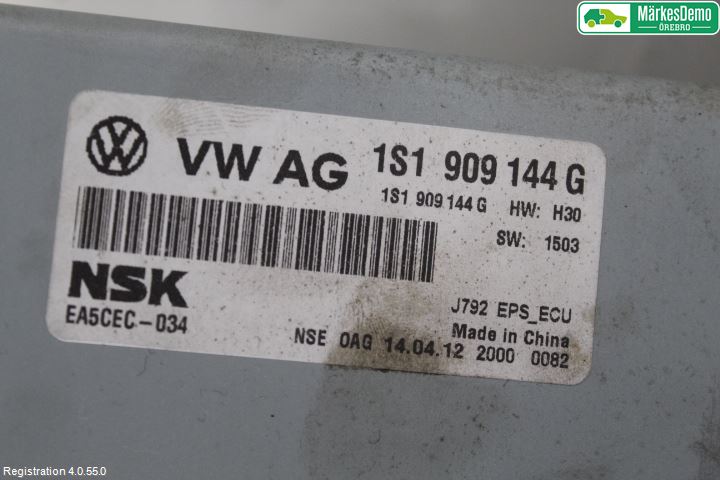 MärkesDemo
ÖREBRO
VW AG 1S1 909 144 G
1S1 909 144 G HW: H30
SW: 1503
NSK
EA5CEC-034
J792 EPS_ECU
Made in China
NSE 0AG 14.04.12 2000 0082
Registration 4.0.55.0